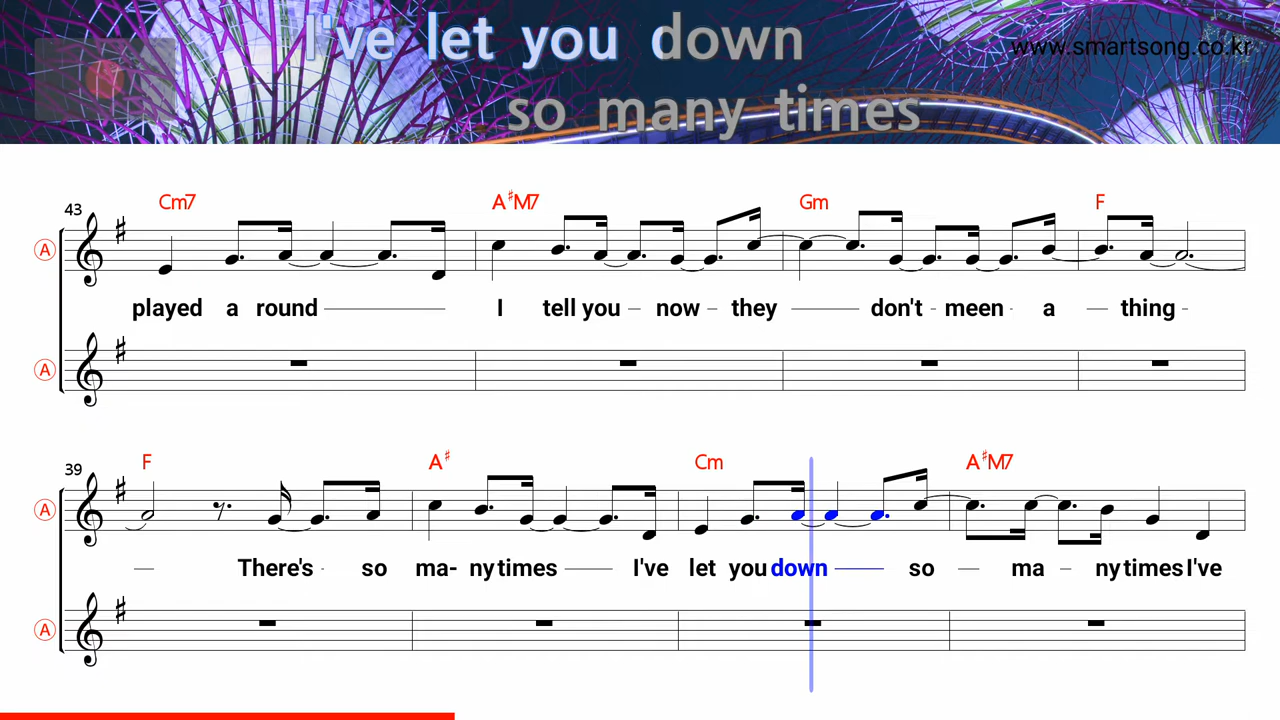 I've let you down
www.smartsong.co.kr
so many times
43
Cm7 A♯M7 Gm F
A
played a round I tell you now they don't meen a thing
A
39
F A♯ Cm A♯M7
A
There's so ma- ny times I've let you down so ma ny times I've
A